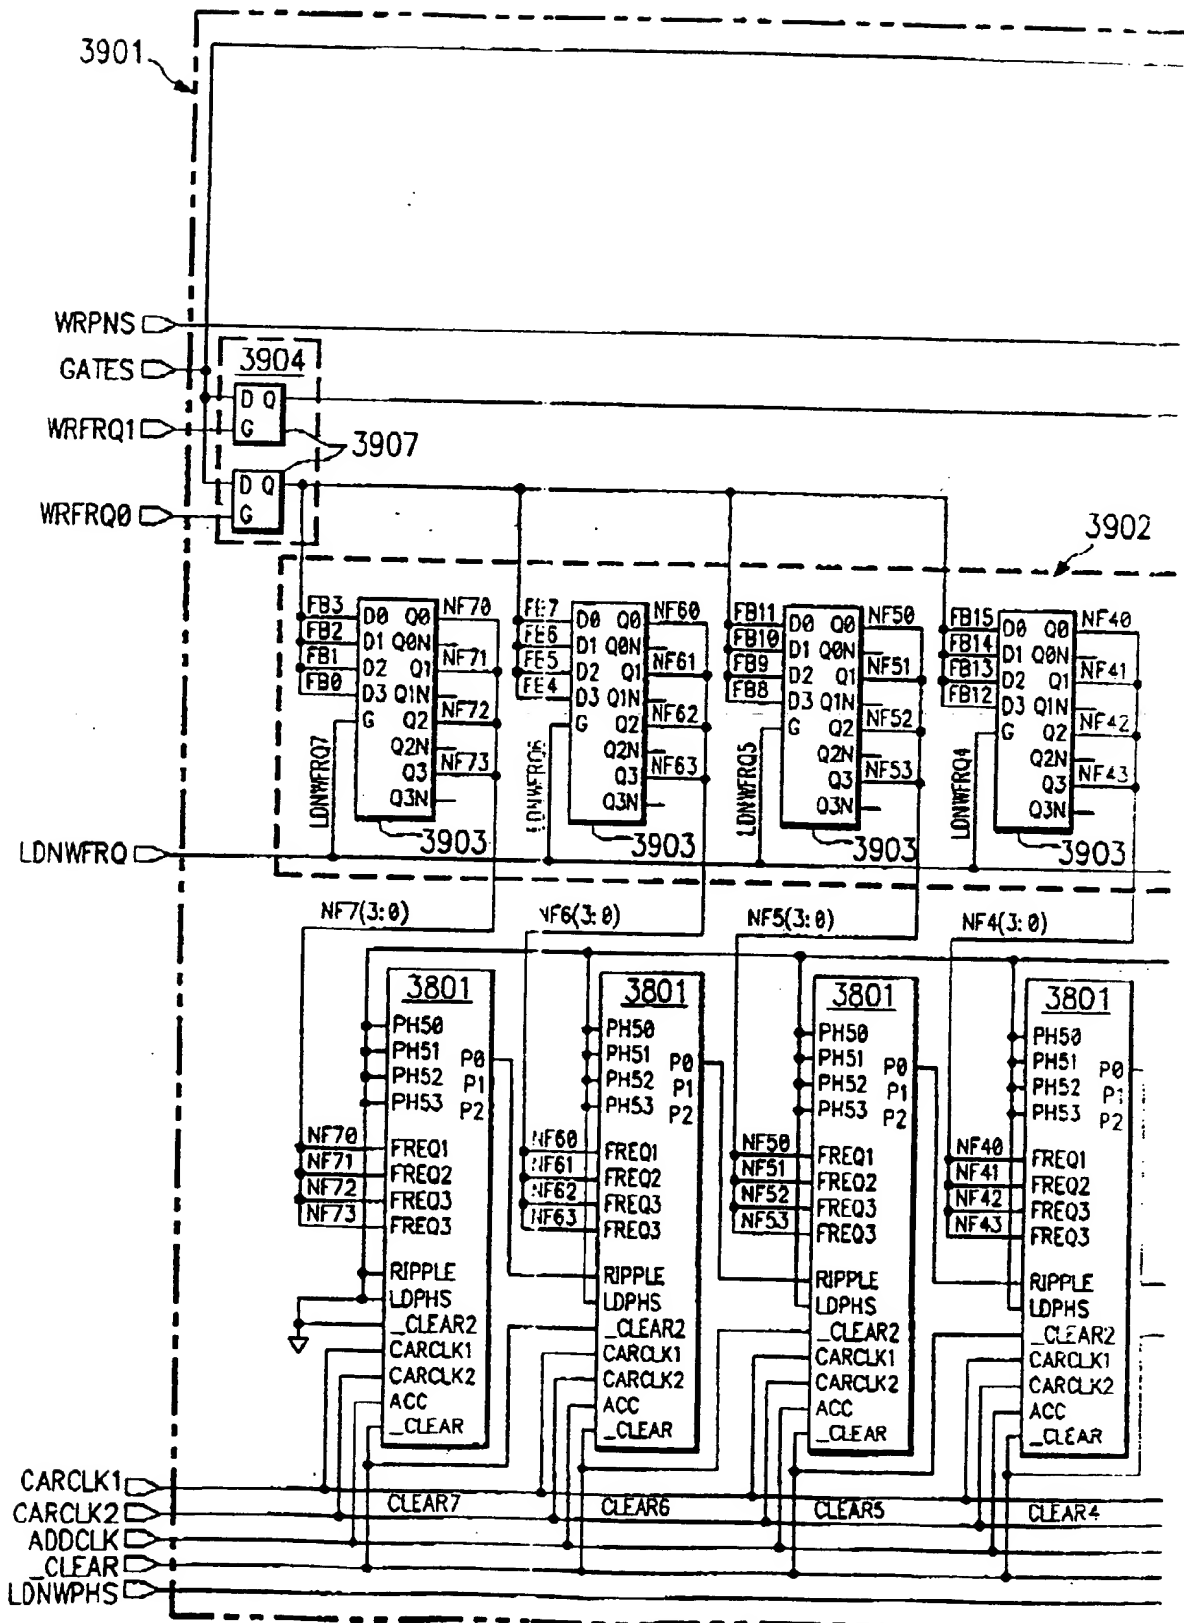 3901
WRPNS
GATES
3904
D Q
G
WRFRQ1
3907
D Q
G
WRFRQ0
3902
FB3 D0 Q0 NF70
FB2 D1 Q0N
FB1 D2 Q1 NF71
FB0 D3 Q1N
G Q2 NF72
Q2N
Q3 NF73
Q3N
LDNWFRQ7
3903
FE7 D0 Q0 NF60
FE6 D1 Q0N
FE5 D2 Q1 NF61
FE4 D3 Q1N
G Q2 NF62
Q2N
Q3 NF63
Q3N
LDNWFRQ6
3903
FB11 D0 Q0 NF50
FB10 D1 Q0N
FB9 D2 Q1 NF51
FB8 D3 Q1N
G Q2 NF52
Q2N
Q3 NF53
Q3N
LDNWFRQ5
3903
FB15 D0 Q0 NF40
FB14 D1 Q0N
FB13 D2 Q1 NF41
FB12 D3 Q1N
G Q2 NF42
Q2N
Q3 NF43
Q3N
LDNWFRQ4
3903
LDNWFRQ
NF7(3:0)
NF6(3:0)
NF5(3:0)
NF4(3:0)
3801
PH50
PH51 P0
PH52 P1
PH53 P2
NF70 FREQ1
NF71 FREQ2
NF72 FREQ3
NF73 FREQ3
RIPPLE
LDPHS
_CLEAR2
CARCLK1
CARCLK2
ACC
_CLEAR
3801
PH50
PH51 P0
PH52 P1
PH53 P2
NF60 FREQ1
NF61 FREQ2
NF62 FREQ3
NF63 FREQ3
RIPPLE
LDPHS
_CLEAR2
CARCLK1
CARCLK2
ACC
_CLEAR
3801
PH50
PH51 P0
PH52 P1
PH53 P2
NF50 FREQ1
NF51 FREQ2
NF52 FREQ3
NF53 FREQ3
RIPPLE
LDPHS
_CLEAR2
CARCLK1
CARCLK2
ACC
_CLEAR
3801
PH50
PH51 P0
PH52 P1
PH53 P2
NF40 FREQ1
NF41 FREQ2
NF42 FREQ3
NF43 FREQ3
RIPPLE
LDPHS
_CLEAR2
CARCLK1
CARCLK2
ACC
_CLEAR
CARCLK1
CLEAR7
CLEAR6
CLEAR5
CLEAR4
CARCLK2
ADDCLK
_CLEAR
LDNWPHS